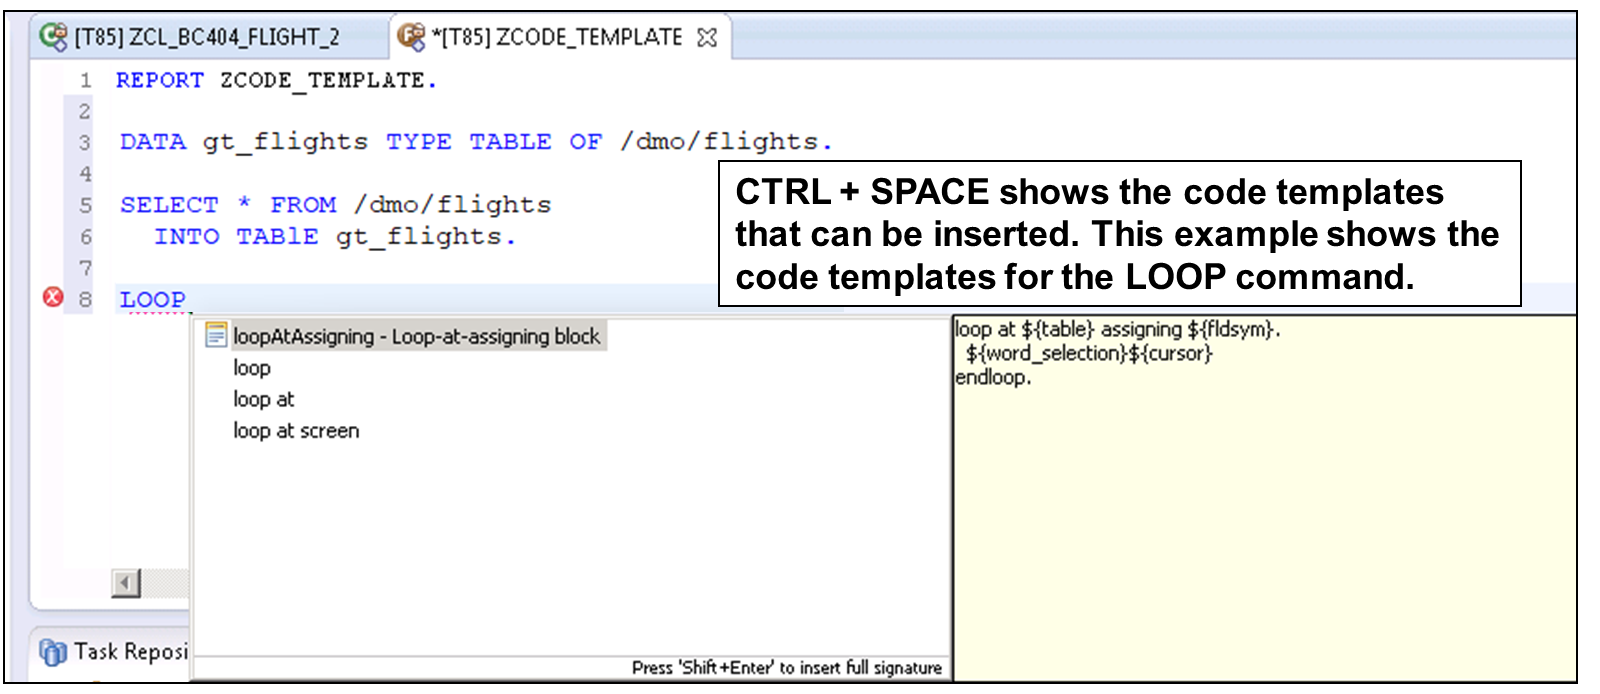 [T85] ZCL_BC404_FLIGHT_2
*[T85] ZCODE_TEMPLATE
1 REPORT ZCODE_TEMPLATE.
2
3 DATA gt_flights TYPE TABLE OF /dmo/flights.
4
5 SELECT * FROM /dmo/flights
6 INTO TABlE gt_flights.
7
8 LOOP
CTRL + SPACE shows the code templates
that can be inserted. This example shows the
code templates for the LOOP command.
loopAtAssigning - Loop-at-assigning block
loop
loop at
loop at screen
Press 'Shift+Enter' to insert full signature
loop at ${table} assigning ${fldsym}.
${word_selection}${cursor}
endloop.
Task Reposi